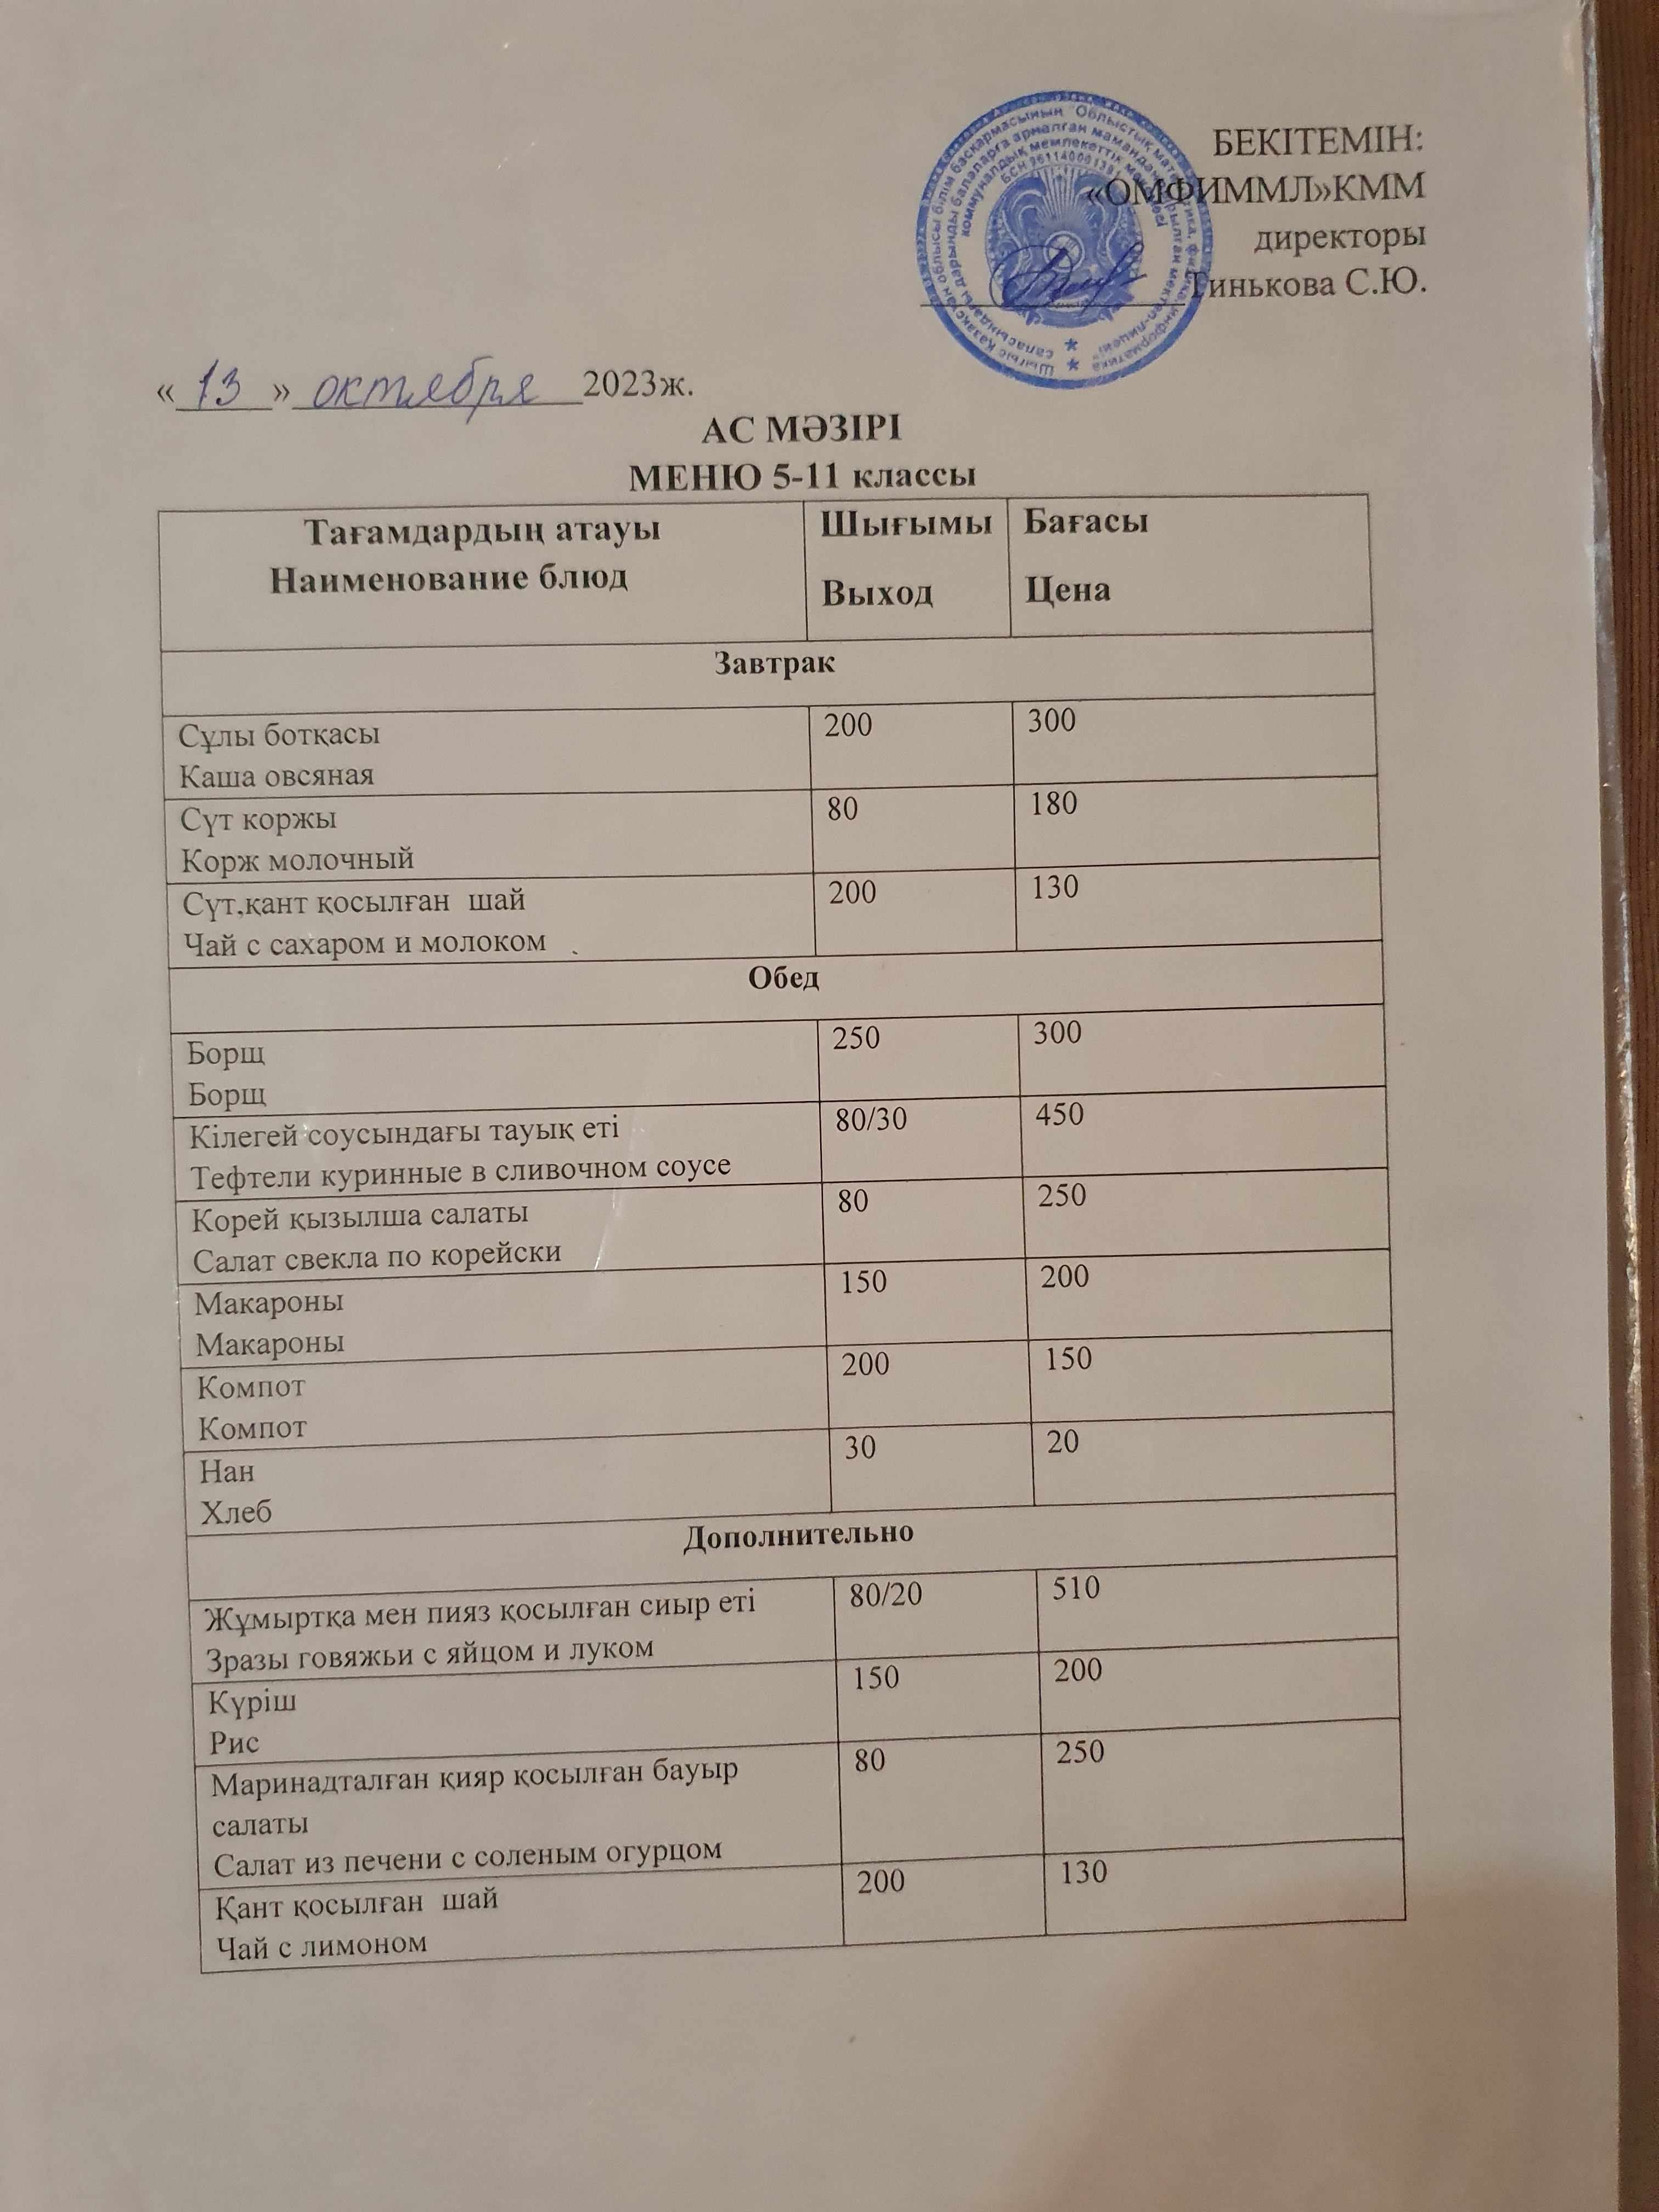 БЕКІТЕМІН:
«ОМФИММЛ»КММ
директоры
Тинькова С.Ю.
«13» октября 2023ж.
АС МӘЗІРІ
МЕНЮ 5-11 классы
Тағамдардың атауы
Наименование блюд
Шығымы
Выход
Бағасы
Цена
Завтрак
Сұлы ботқасы
Каша овсяная
200
300
Сүт коржы
Корж молочный
80
180
Сүт,қант қосылған шай
Чай с сахаром и молоком
200
130
Обед
Борщ
Борщ
250
300
Кілегей соусындағы тауық еті
Тефтели куринные в сливочном соусе
80/30
450
Корей қызылша салаты
Салат свекла по корейски
80
250
Макароны
Макароны
150
200
Компот
Компот
200
150
Нан
Хлеб
30
20
Дополнительно
Жұмыртқа мен пияз қосылған сиыр еті
Зразы говяжьи с яйцом и луком
80/20
510
Күріш
Рис
150
200
Маринадталған қияр қосылған бауыр
салаты
Салат из печени с соленым огурцом
80
250
Қант қосылған шай
Чай с лимоном
200
130